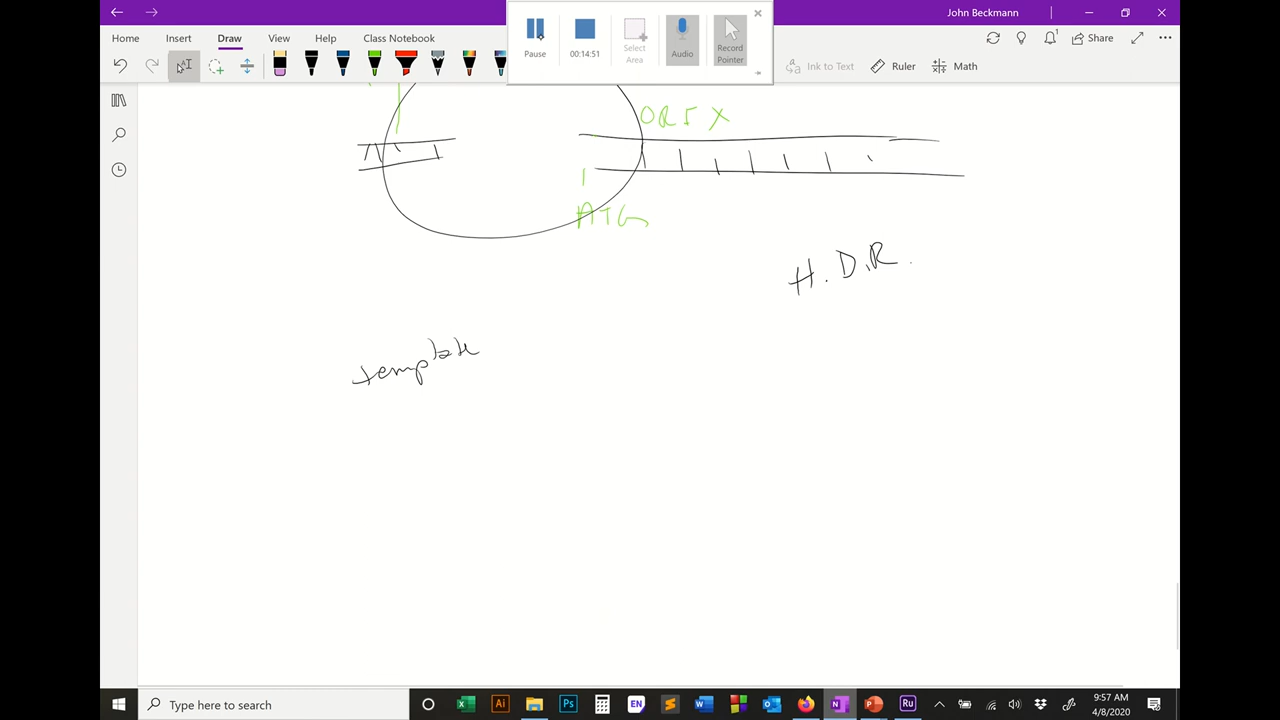 John Beckmann
Home Insert Draw View Help Class Notebook
Share
Pause
00:14:51
Select Area
Audio
Record Pointer
Ink to Text
Ruler
Math
ORF X
ATG
H.D.R.
template
Type here to search
EN
9:57 AM
4/8/2020